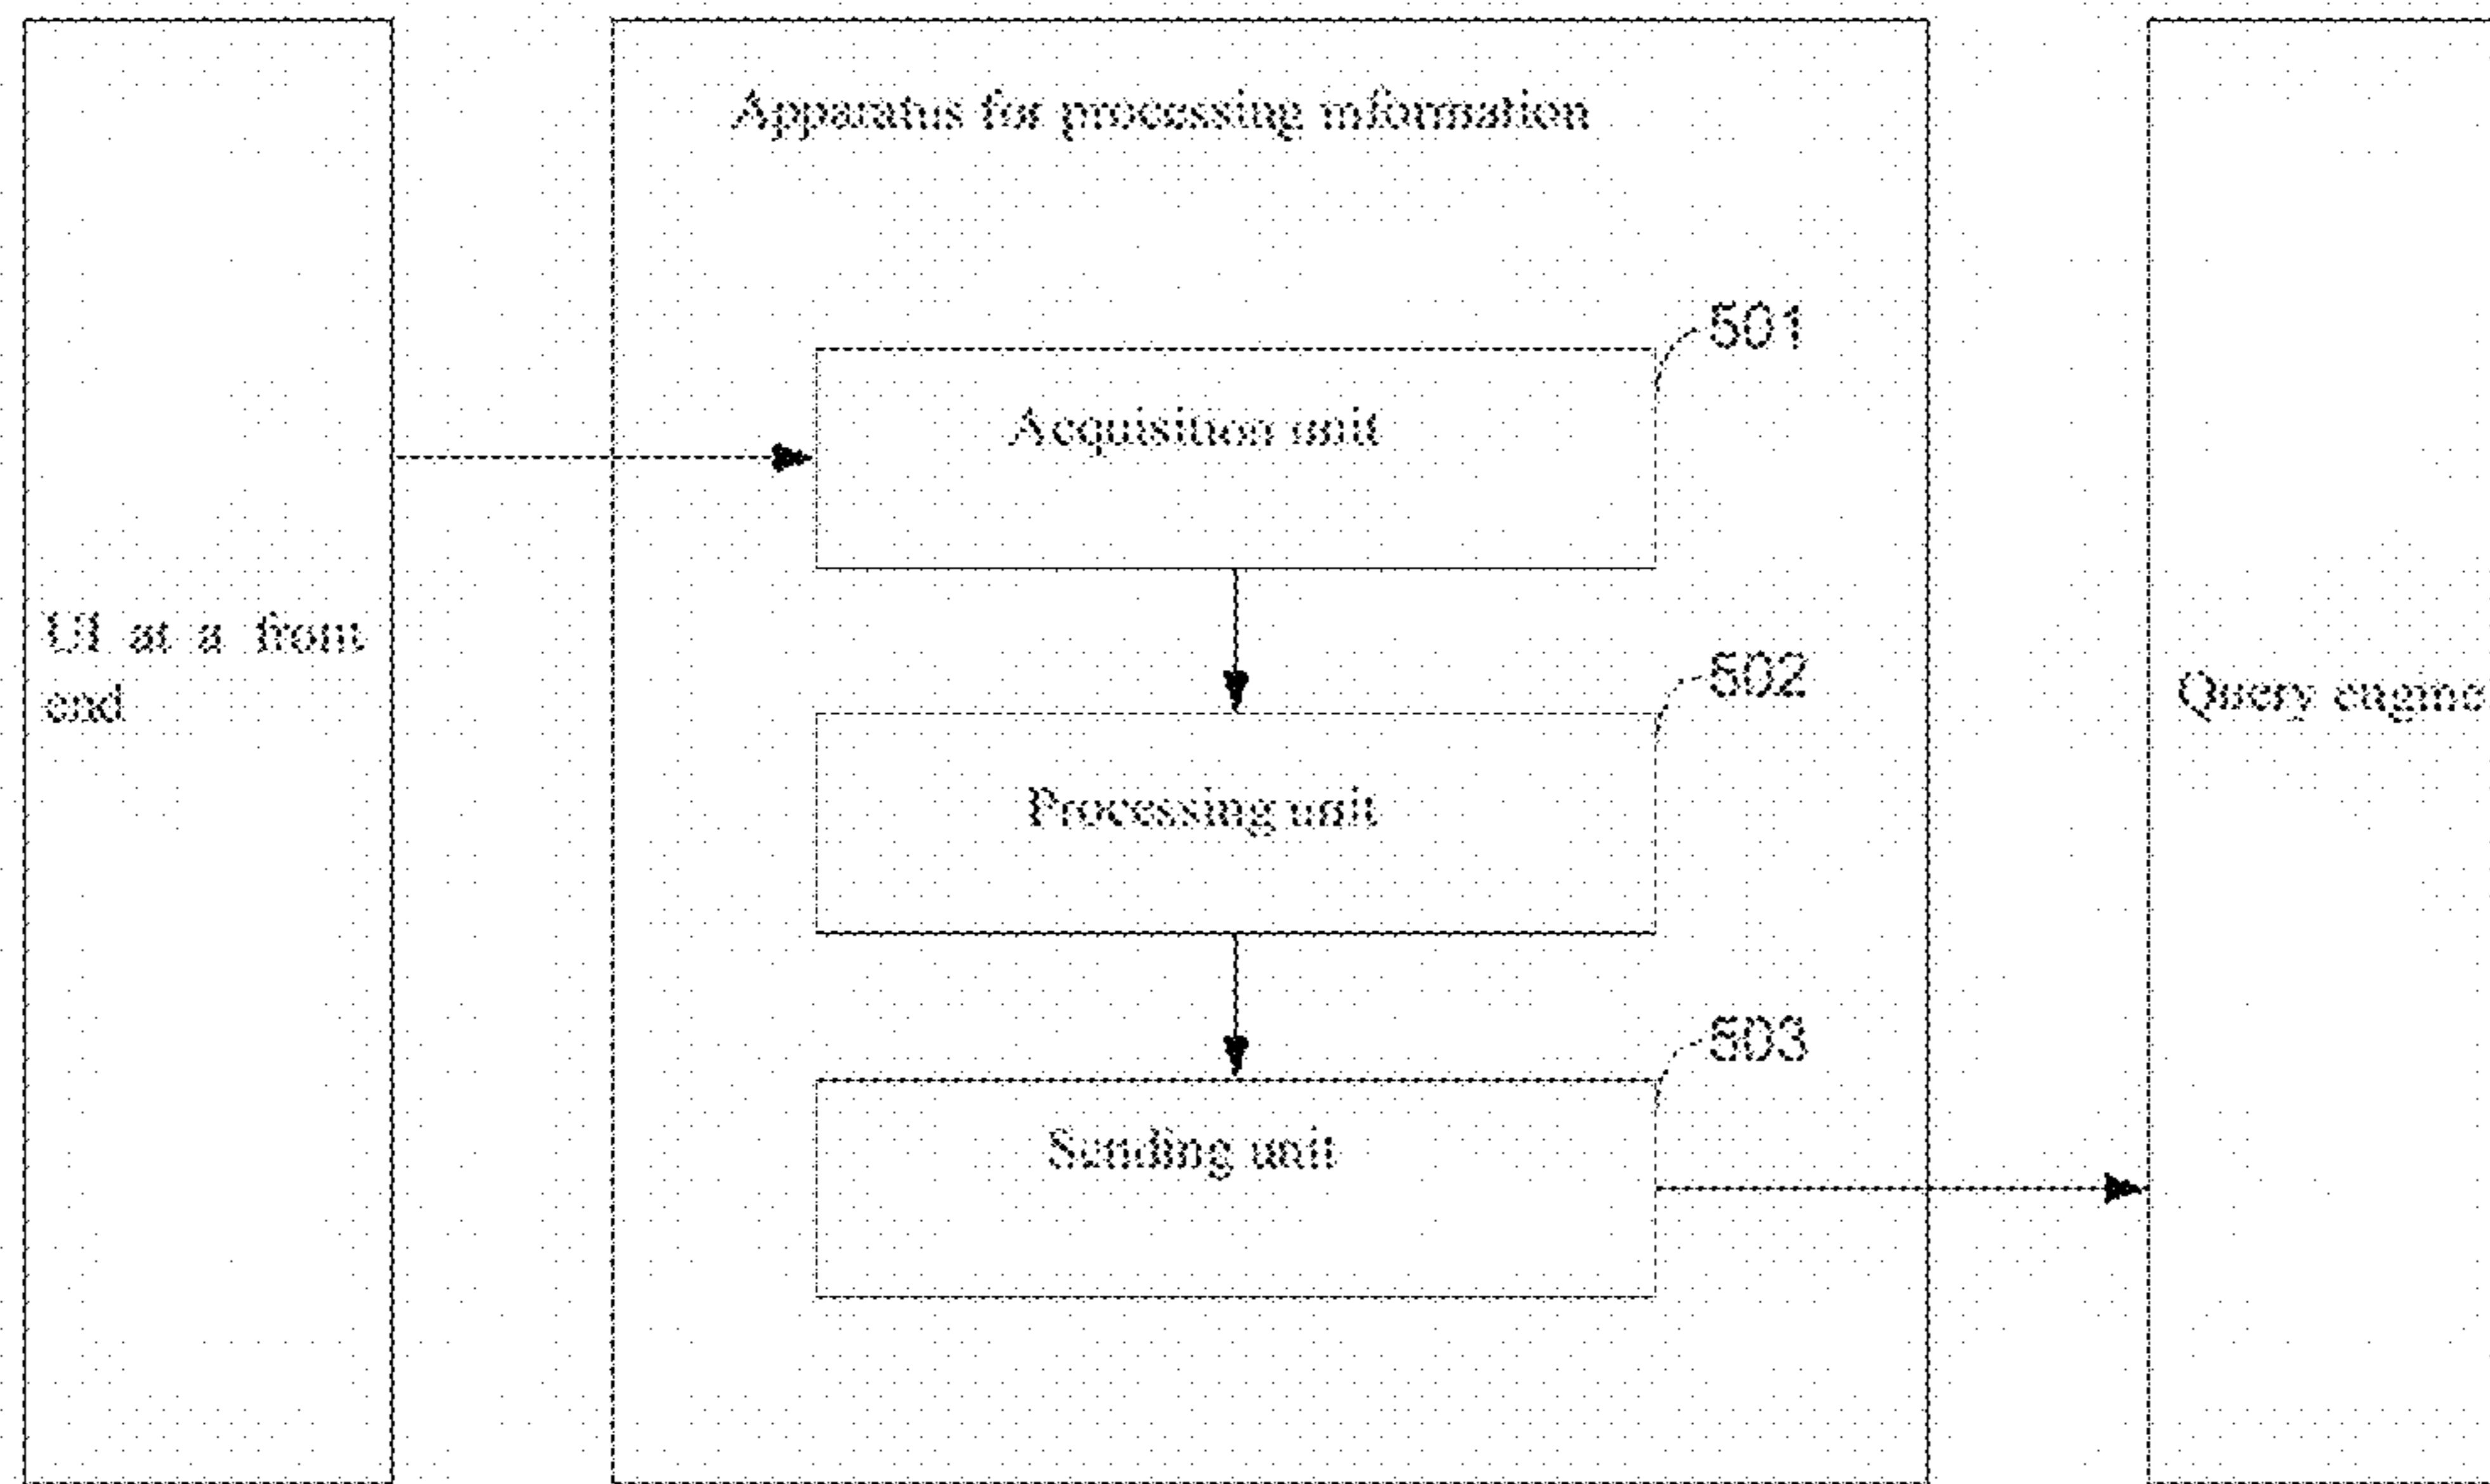 Apparatus for processing information
501
Acquisition unit
UI at a front
end
502
Query engine
Processing unit
503
Sending unit